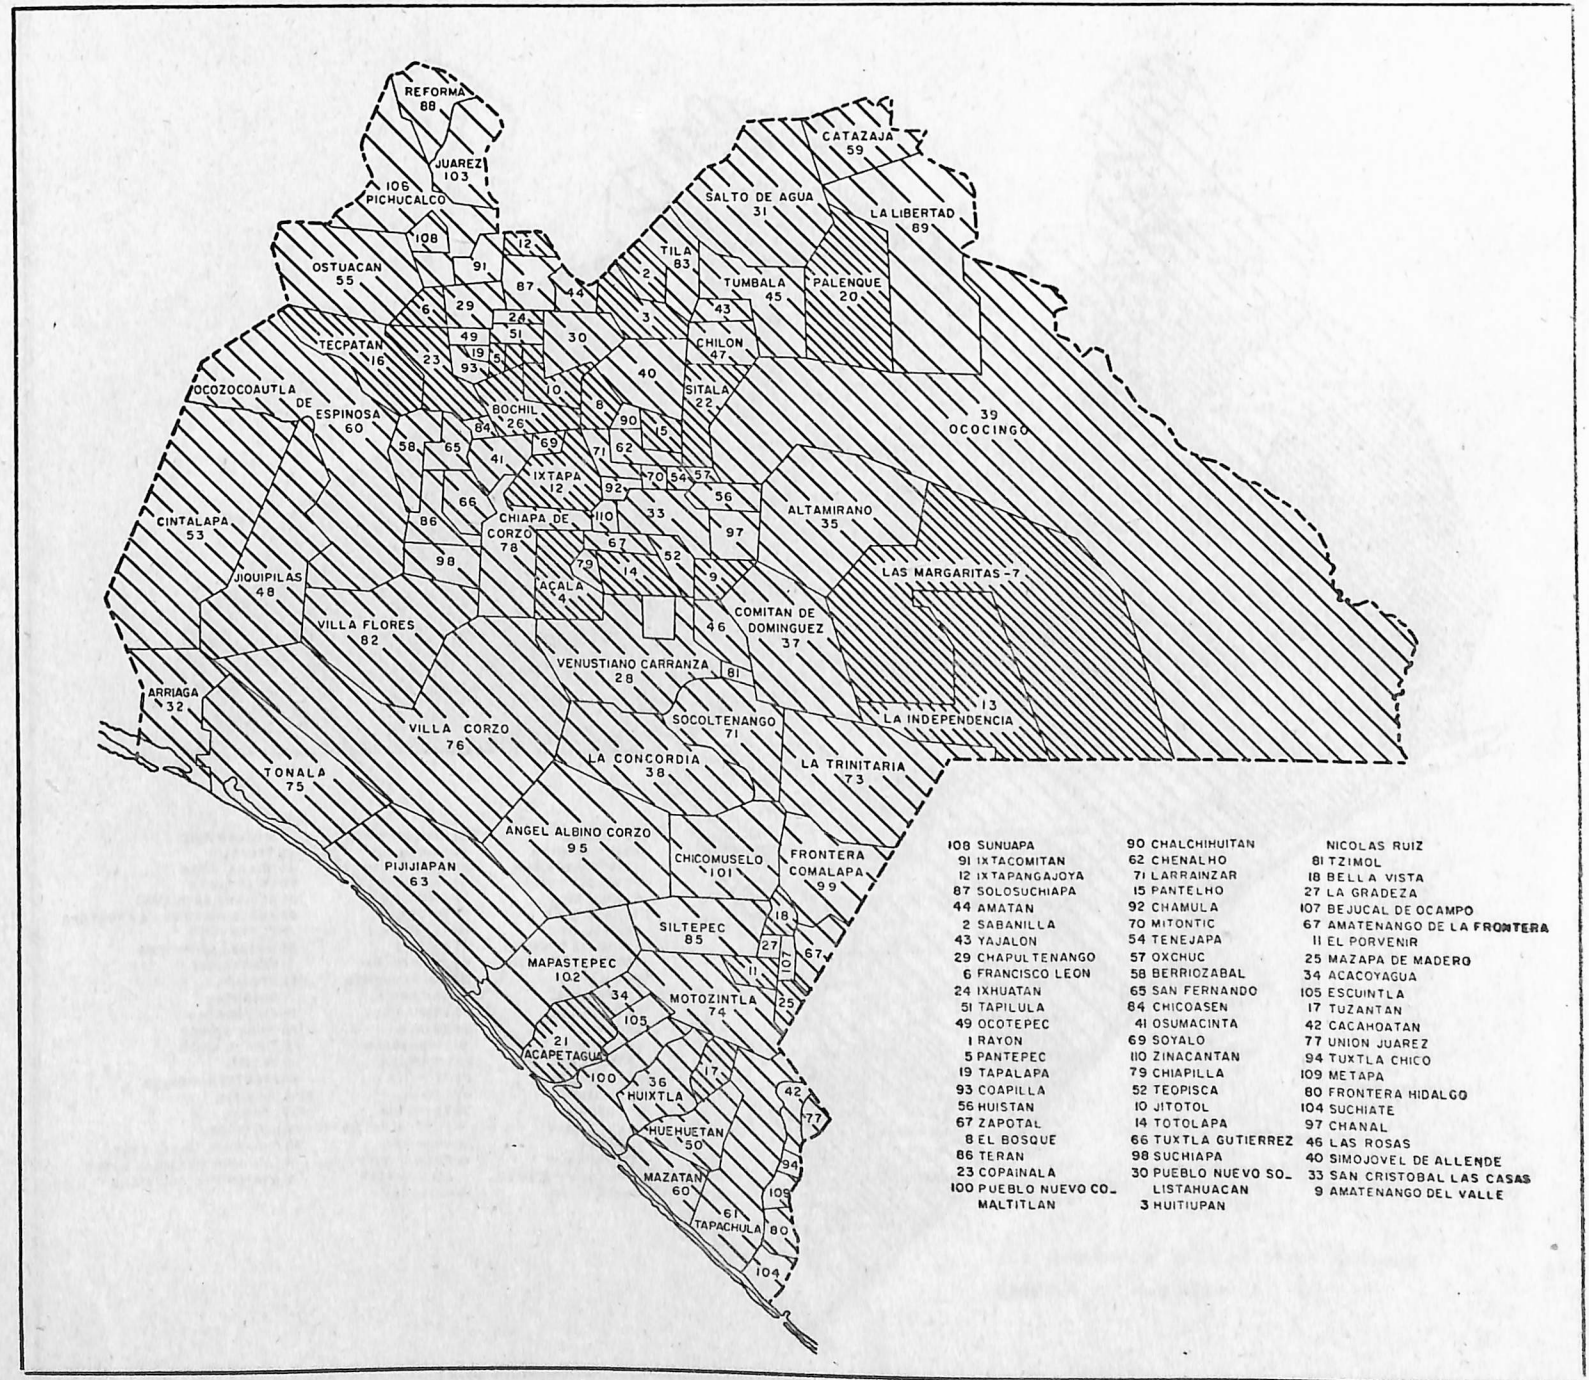 REFORMA
88
JUAREZ
103
106
PICHUCALCO
108
91
12
87
44
OSTUACAN
55
6
29
24
51
49
19
5
93
23
30
TECPATAN
16
OCOZOCOAUTLA
DE
ESPINOSA
60
CATAZAJA
59
SALTO DE AGUA
31
LA LIBERTAD
89
TILA
83
2
3
TUMBALA
45
PALENQUE
20
43
CHILON
47
40
SITALA
22
10
8
BOCHIL
26
90
15
39
OCOCINGO
58
65
84
41
69
71
62
IXTAPA
12
70
54
57
92
56
66
86
CHIAPA DE
CORZO
78
110
33
97
ALTAMIRANO
35
CINTALAPA
53
98
67
52
79
14
9
ACALA
4
LAS MARGARITAS-7
JIQUIPILAS
48
VILLA FLORES
82
46
COMITAN DE
DOMINGUEZ
37
VENUSTIANO CARRANZA
28
81
ARRIAGA
32
13
LA INDEPENDENCIA
SOCOLTENANGO
71
VILLA CORZO
76
LA CONCORDIA
38
LA TRINITARIA
73
TONALA
75
ANGEL ALBINO CORZO
95
CHICOMUSELO
101
FRONTERA
COMALAPA
99
PIJIJIAPAN
63
18
SILTEPEC
85
27
67
107
MAPASTEPEC
102
11
34
MOTOZINTLA
74
25
105
21
ACAPETAGUA
100
36
HUIXTLA
17
42
77
HUEHUETAN
50
94
MAZATAN
60
109
61
TAPACHULA
80
104
108 SUNUAPA
91 IXTACOMITAN
12 IXTAPANGAJOYA
87 SOLOSUCHIAPA
44 AMATAN
2 SABANILLA
43 YAJALON
29 CHAPULTENANGO
6 FRANCISCO LEON
24 IXHUATAN
51 TAPILULA
49 OCOTEPEC
1 RAYON
5 PANTEPEC
19 TAPALAPA
93 COAPILLA
56 HUISTAN
67 ZAPOTAL
8 EL BOSQUE
86 TERAN
23 COPAINALA
100 PUEBLO NUEVO CO-
MALTITLAN
90 CHALCHIHUITAN
62 CHENALHO
71 LARRAINZAR
15 PANTELHO
92 CHAMULA
70 MITONTIC
54 TENEJAPA
57 OXCHUC
58 BERRIOZABAL
65 SAN FERNANDO
84 CHICOASEN
41 OSUMACINTA
69 SOYALO
110 ZINACANTAN
79 CHIAPILLA
52 TEOPISCA
10 JITOTOL
14 TOTOLAPA
66 TUXTLA GUTIERREZ
98 SUCHIAPA
30 PUEBLO NUEVO SO-
LISTAHUACAN
3 HUITIUPAN
NICOLAS RUIZ
81 TZIMOL
18 BELLA VISTA
27 LA GRADEZA
107 BEJUCAL DE OCAMPO
67 AMATENANGO DE LA FRONTERA
11 EL PORVENIR
25 MAZAPA DE MADERO
34 ACACOYAGUA
105 ESCUINTLA
17 TUZANTAN
42 CACAHOATAN
77 UNION JUAREZ
94 TUXTLA CHICO
109 METAPA
80 FRONTERA HIDALGO
104 SUCHIATE
97 CHANAL
46 LAS ROSAS
40 SIMOJOVEL DE ALLENDE
33 SAN CRISTOBAL LAS CASAS
9 AMATENANGO DEL VALLE